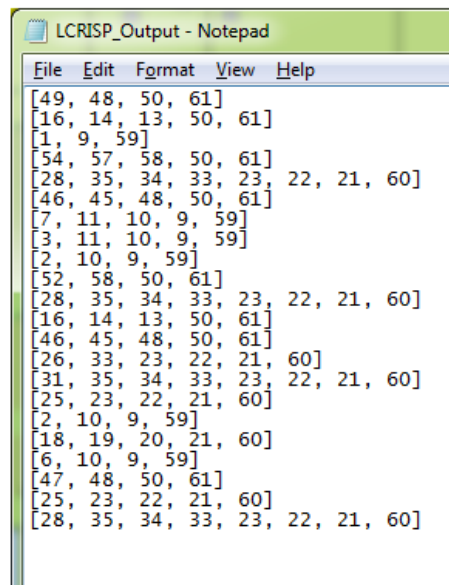 LCRISP_Output - Notepad
File Edit Format View Help
[49, 48, 50, 61]
[16, 14, 13, 50, 61]
[1, 9, 59]
[54, 57, 58, 50, 61]
[28, 35, 34, 33, 23, 22, 21, 60]
[46, 45, 48, 50, 61]
[7, 11, 10, 9, 59]
[3, 11, 10, 9, 59]
[2, 10, 9, 59]
[52, 58, 50, 61]
[28, 35, 34, 33, 23, 22, 21, 60]
[16, 14, 13, 50, 61]
[46, 45, 48, 50, 61]
[26, 33, 23, 22, 21, 60]
[31, 35, 34, 33, 23, 22, 21, 60]
[25, 23, 22, 21, 60]
[2, 10, 9, 59]
[18, 19, 20, 21, 60]
[6, 10, 9, 59]
[47, 48, 50, 61]
[25, 23, 22, 21, 60]
[28, 35, 34, 33, 23, 22, 21, 60]